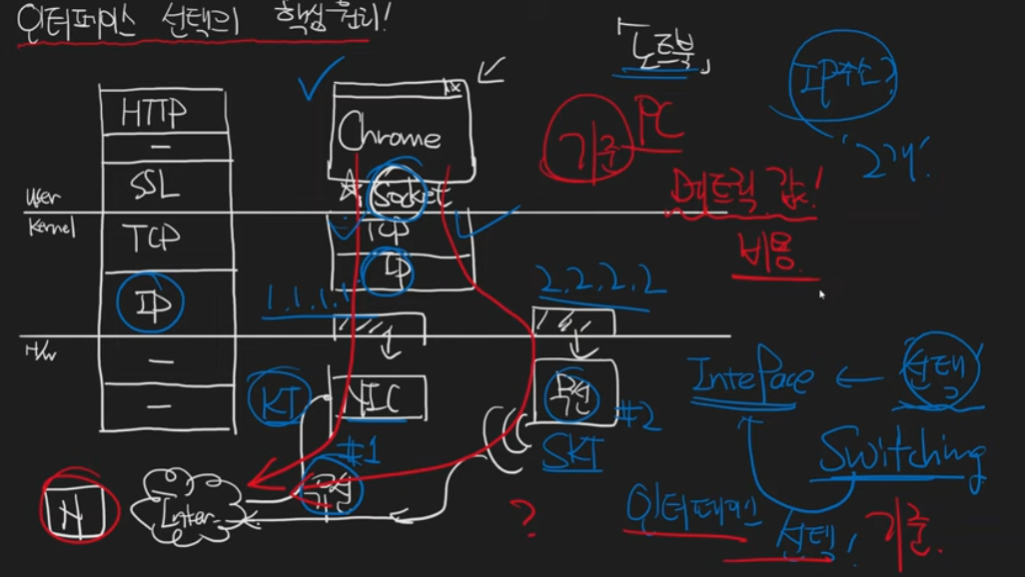 인터페이스 선택의 핵심원리!
「노트북」
IP주소?
'2개'
HTTP
SSL
TCP
IP
User
Kernel
H/W
Chrome
Socket
TCP
IP
기준
PC
메트릭 값!
비용
1.1.1.1
2.2.2.2
KT
NIC
#1
유선
무선
#2
SKT
N
Inter-
?
Inteface ← 선택
Switching
인터페이스
선택!
기준.